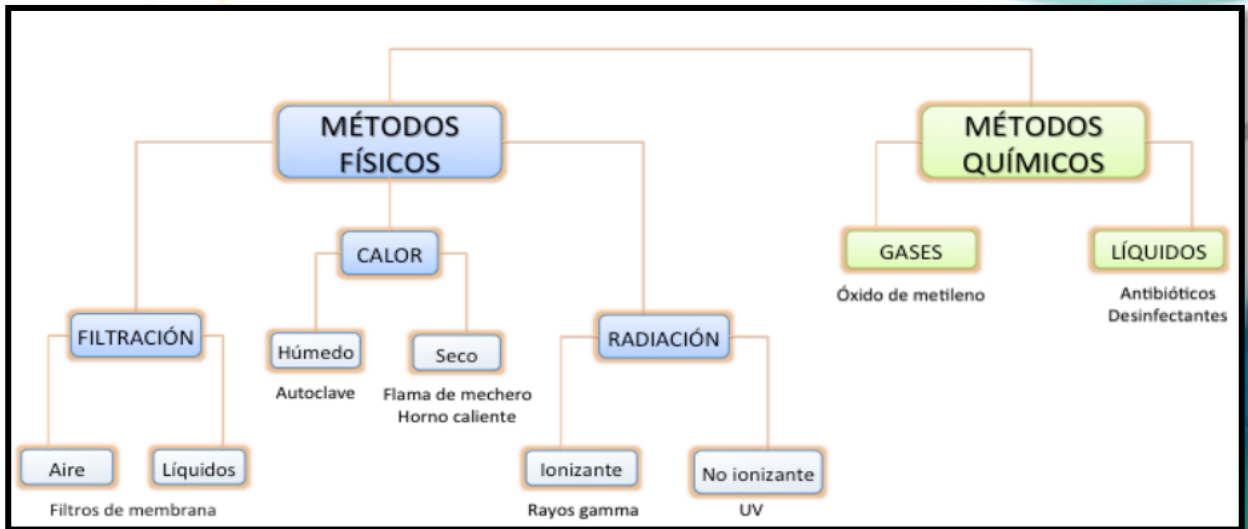 MÉTODOS
FÍSICOS
MÉTODOS
QUÍMICOS
CALOR
GASES
LÍQUIDOS
Óxido de metileno
Antibióticos
Desinfectantes
FILTRACIÓN
RADIACIÓN
Húmedo
Seco
Autoclave
Flama de mechero
Horno caliente
Aire
Líquidos
Ionizante
No ionizante
Filtros de membrana
Rayos gamma
UV